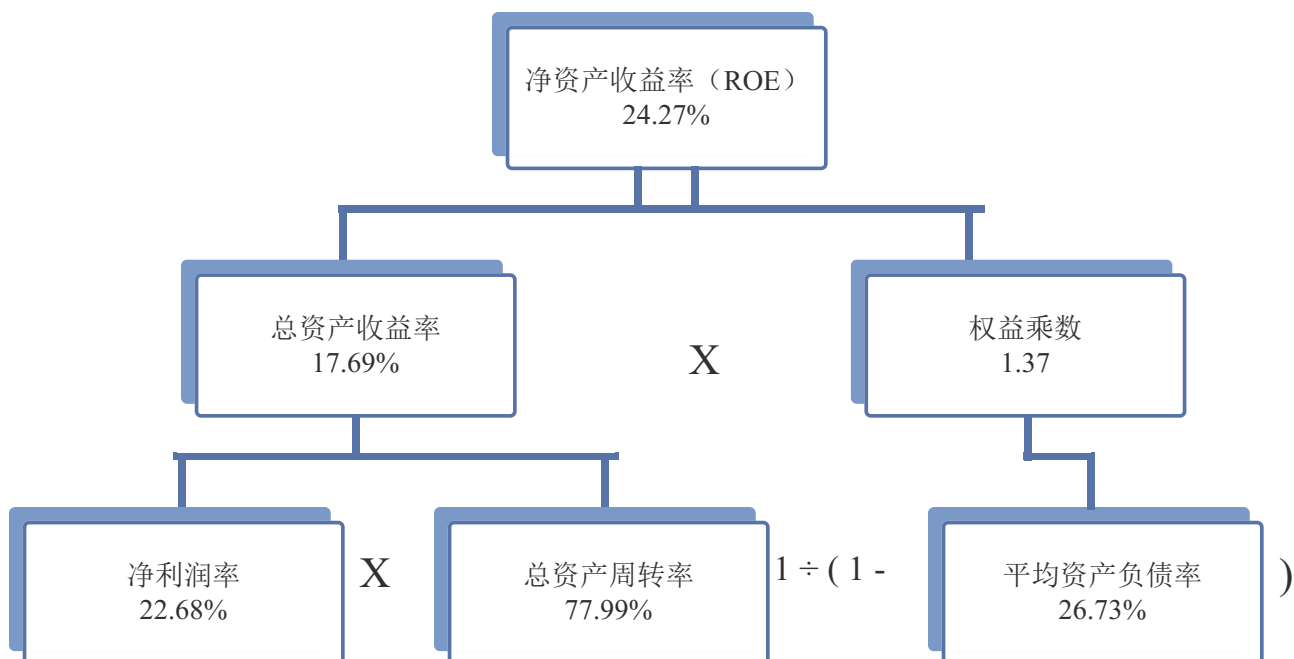 净资产收益率（ROE）
24.27%
总资产收益率
17.69%
X
权益乘数
1.37
净利润率
22.68%
X
总资产周转率
77.99%
1 ÷ ( 1 -
平均资产负债率
26.73%
)